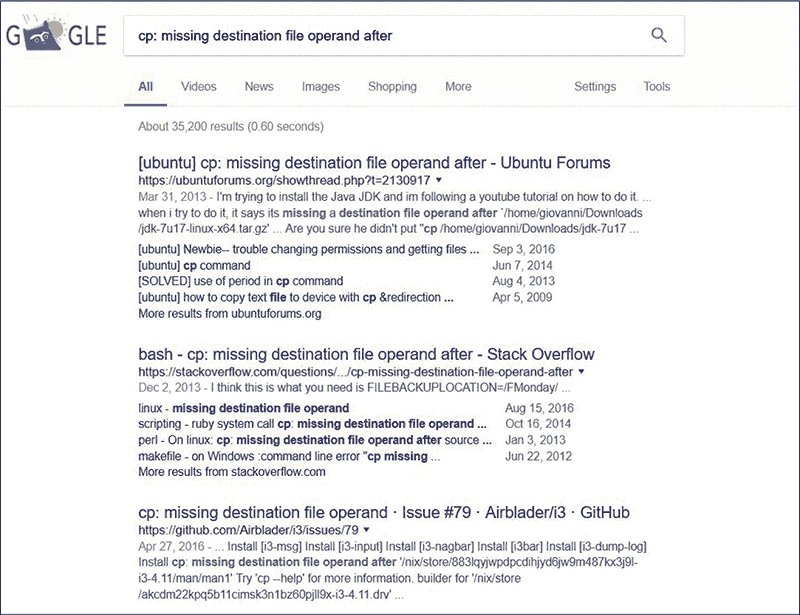 G GLE
cp: missing destination file operand after
All Videos News Images Shopping More Settings Tools
About 35,200 results (0.60 seconds)
[ubuntu] cp: missing destination file operand after - Ubuntu Forums
https://ubuntuforums.org/showthread.php?t=2130917
Mar 31, 2013 - I'm trying to install the Java JDK and im following a youtube tutorial on how to do it. ...
when i try to do it, it says its missing a destination file operand after `/home/giovanni/Downloads
/jdk-7u17-linux-x64.tar.gz' ... Are you sure he didn't put "cp /home/giovanni/Downloads/jdk-7u17 ...
[ubuntu] Newbie-- trouble changing permissions and getting files ... Sep 3, 2016
[ubuntu] cp command Jun 7, 2014
[SOLVED] use of period in cp command Aug 4, 2013
[ubuntu] how to copy text file to device with cp &redirection ... Apr 5, 2009
More results from ubuntuforums.org
bash - cp: missing destination file operand after - Stack Overflow
https://stackoverflow.com/questions/.../cp-missing-destination-file-operand-after
Dec 2, 2013 - I think this is what you need is FILEBACKUPLOCATION=/FMonday/ ...
linux - missing destination file operand Aug 15, 2016
scripting - ruby system call cp: missing destination file operand ... Oct 16, 2014
perl - On linux: cp: missing destination file operand after source ... Jan 3, 2013
makefile - on Windows :command line error "cp missing ... Jun 22, 2012
More results from stackoverflow.com
cp: missing destination file operand · Issue #79 · Airblader/i3 · GitHub
https://github.com/Airblader/i3/issues/79
Apr 27, 2016 - ... Install [i3-msg] Install [i3-input] Install [i3-nagbar] Install [i3bar] Install [i3-dump-log]
Install cp: missing destination file operand after '/nix/store/883lqyjwpdpcdihjyd6jw9m487kx3j9l-
i3-4.11/man/man1' Try 'cp --help' for more information. builder for '/nix/store
/akcdm22kpq5b11cimsk3n1bz60pjll9x-i3-4.11.drv' ...